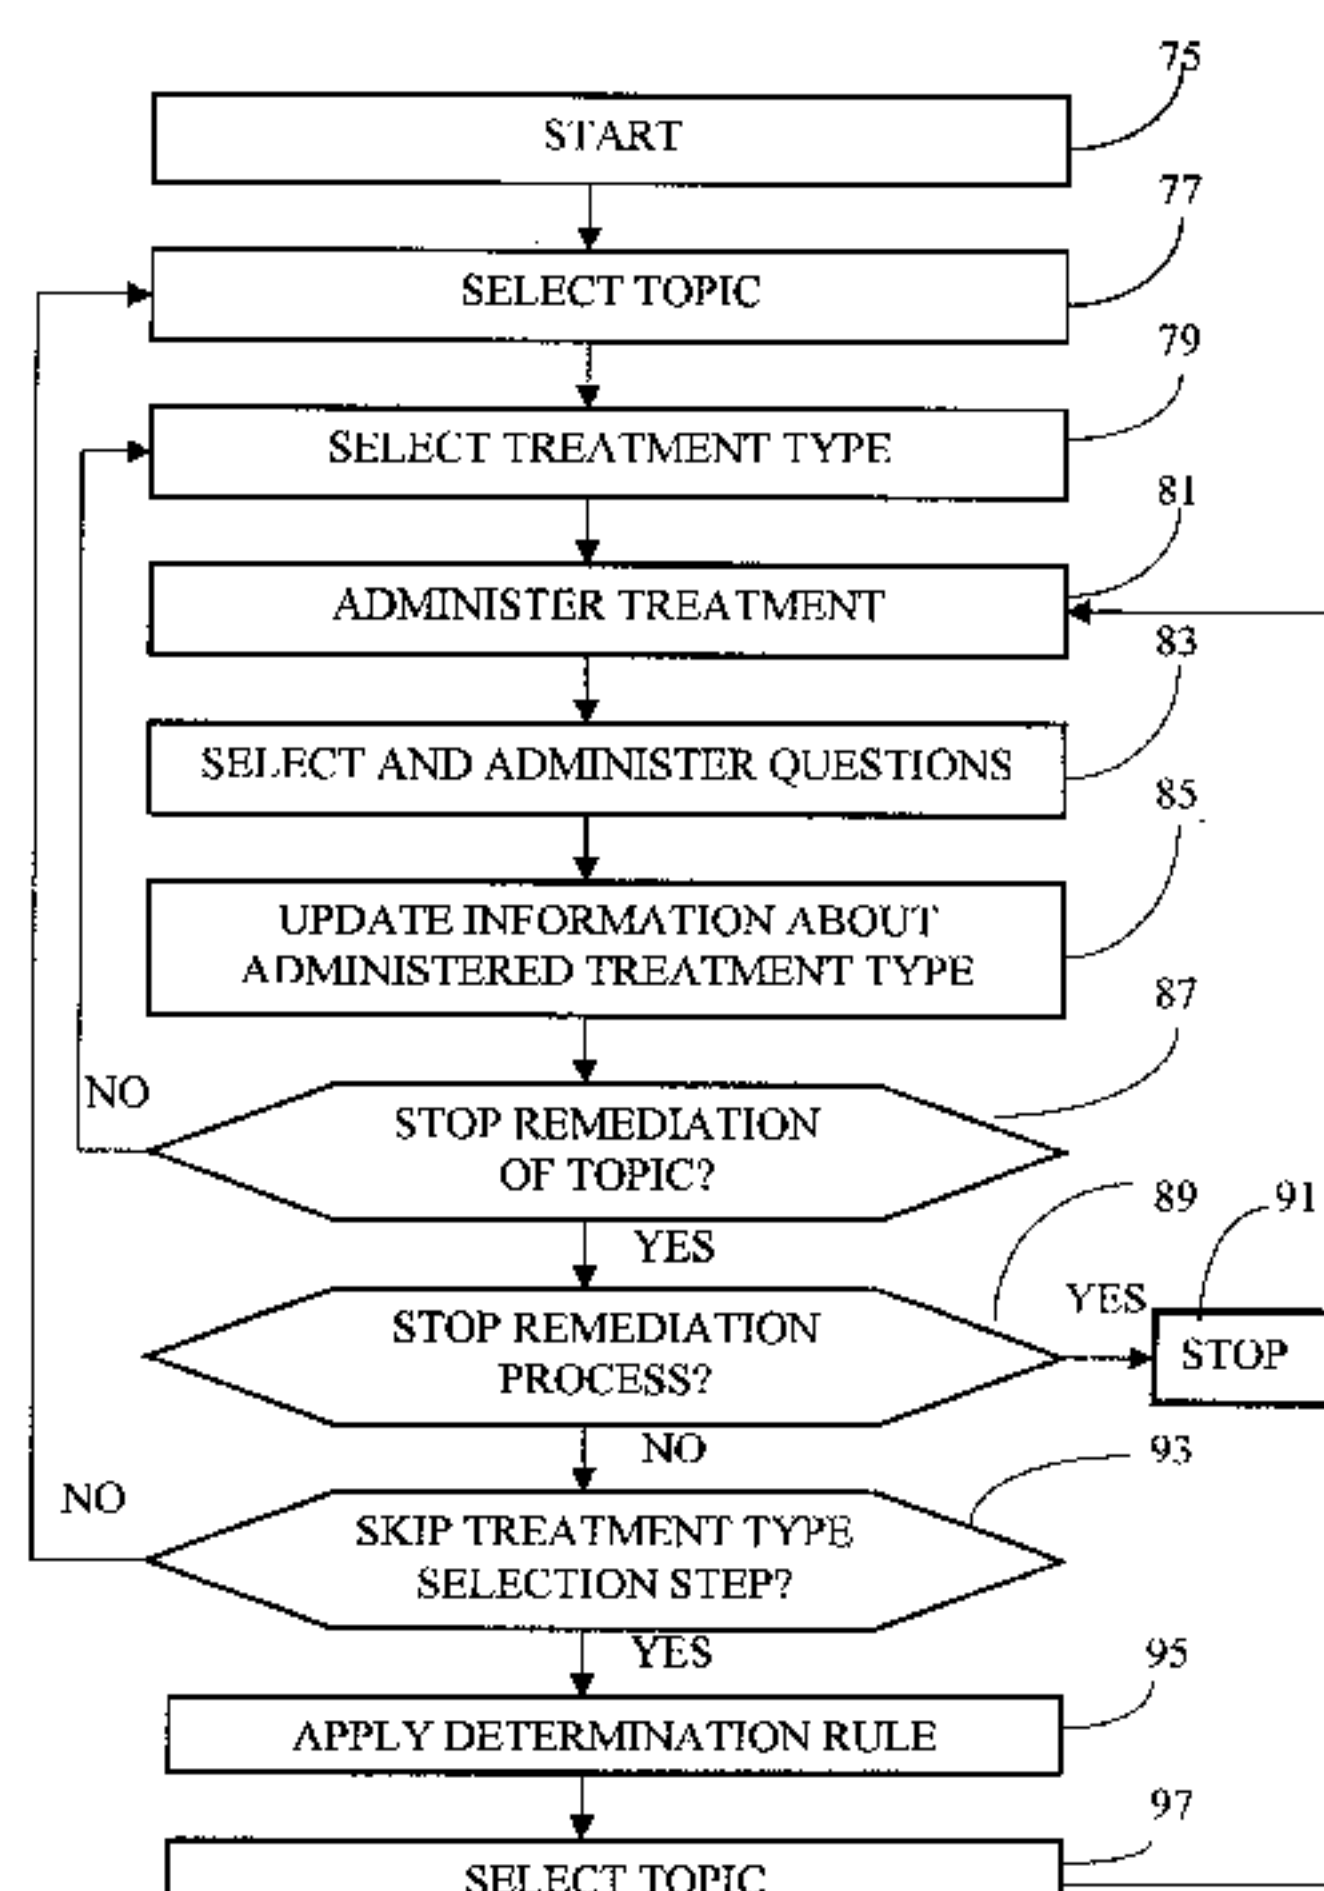 75
START
77
SELECT TOPIC
79
SELECT TREATMENT TYPE
81
ADMINISTER TREATMENT
83
SELECT AND ADMINISTER QUESTIONS
85
UPDATE INFORMATION ABOUT
ADMINISTERED TREATMENT TYPE
87
NO
STOP REMEDIATION
OF TOPIC?
89
91
YES
YES
STOP REMEDIATION
PROCESS?
STOP
NO
93
NO
SKIP TREATMENT TYPE
SELECTION STEP?
YES
95
APPLY DETERMINATION RULE
97
SELECT TOPIC